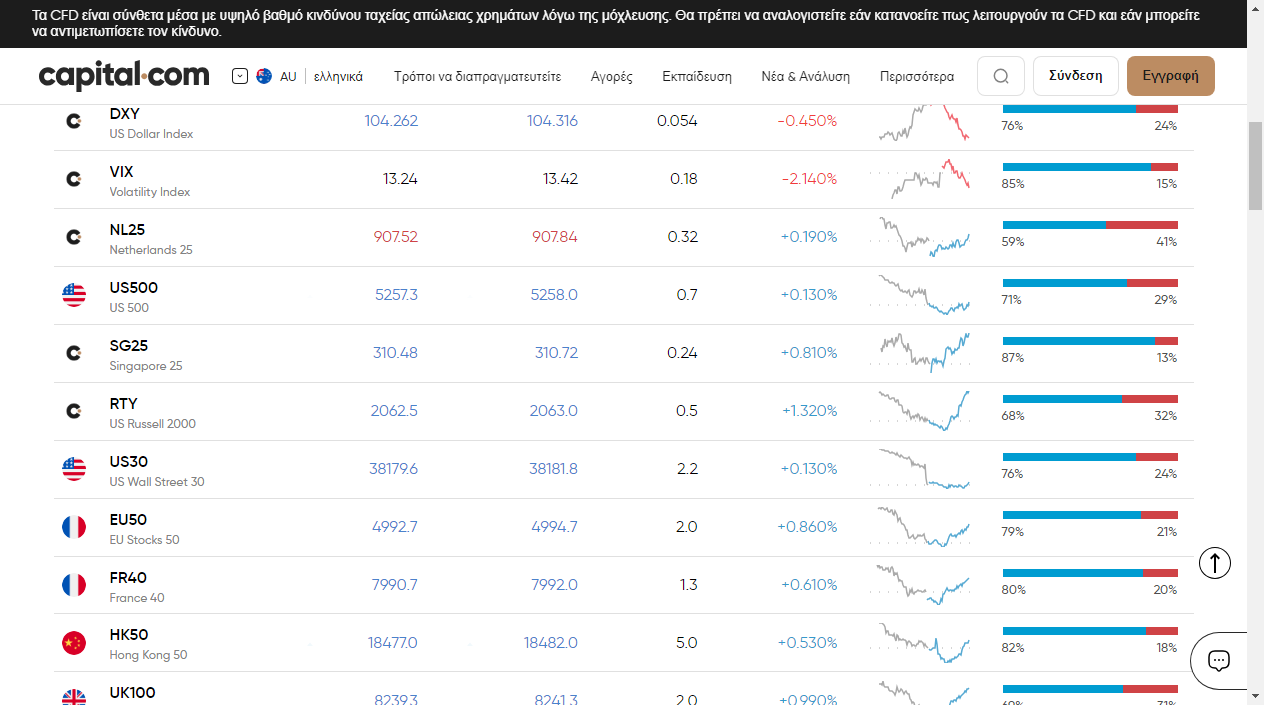 Τα CFD είναι σύνθετα μέσα με υψηλό βαθμό κινδύνου ταχείας απώλειας χρημάτων λόγω της μόχλευσης. Θα πρέπει να αναλογιστείτε εάν κατανοείτε πως λειτουργούν τα CFD και εάν μπορείτε
να αντιμετωπίσετε τον κίνδυνο.
capital.com AU ελληνικά Τρόποι να διαπραγματευτείτε Αγορές Εκπαίδευση Νέα & Ανάλυση Περισσότερα Σύνδεση Εγγραφή
DXY 104.262 104.316 0.054 -0.450%
US Dollar Index 76% 24%
VIX 13.24 13.42 0.18 -2.140%
Volatility Index 85% 15%
NL25 907.52 907.84 0.32 +0.190%
Netherlands 25 59% 41%
US500 5257.3 5258.0 0.7 +0.130%
US 500 71% 29%
SG25 310.48 310.72 0.24 +0.810%
Singapore 25 87% 13%
RTY 2062.5 2063.0 0.5 +1.320%
US Russell 2000 68% 32%
US30 38179.6 38181.8 2.2 +0.130%
US Wall Street 30 76% 24%
EU50 4992.7 4994.7 2.0 +0.860%
EU Stocks 50 79% 21%
FR40 7990.7 7992.0 1.3 +0.610%
France 40 80% 20%
HK50 18477.0 18482.0 5.0 +0.530%
Hong Kong 50 82% 18%
UK100 8239.3 8241.3 2.0 +0.990%